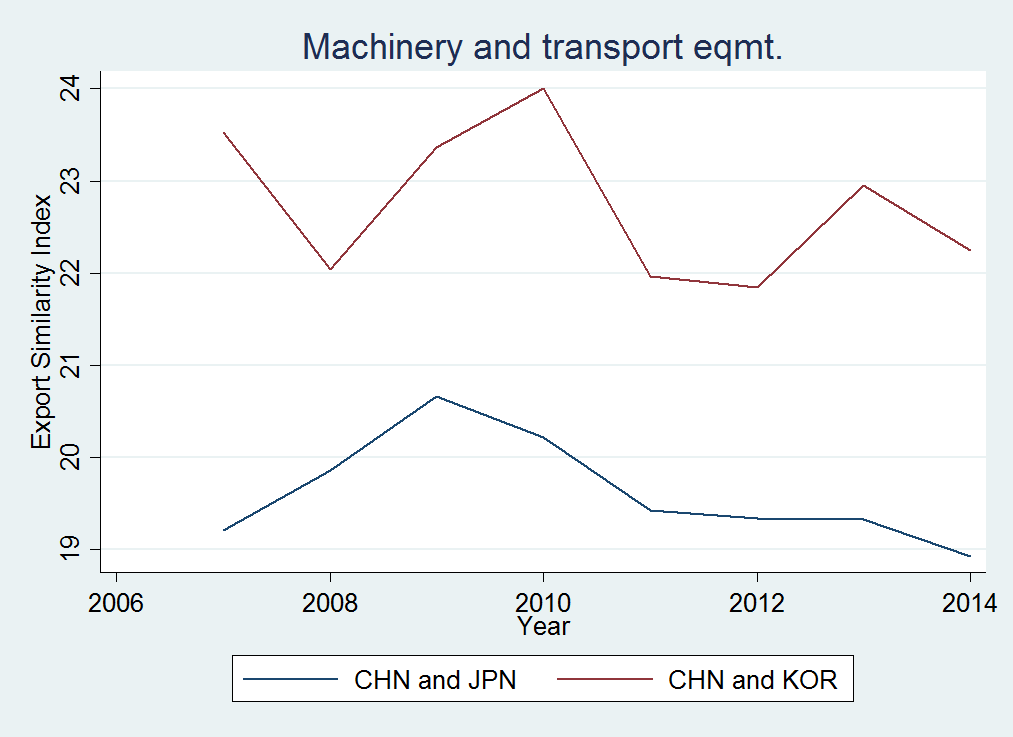 Machinery and transport eqmt.
Export Similarity Index
24
23
22
21
20
19
2006 2008 2010 2012 2014
Year
CHN and JPN CHN and KOR